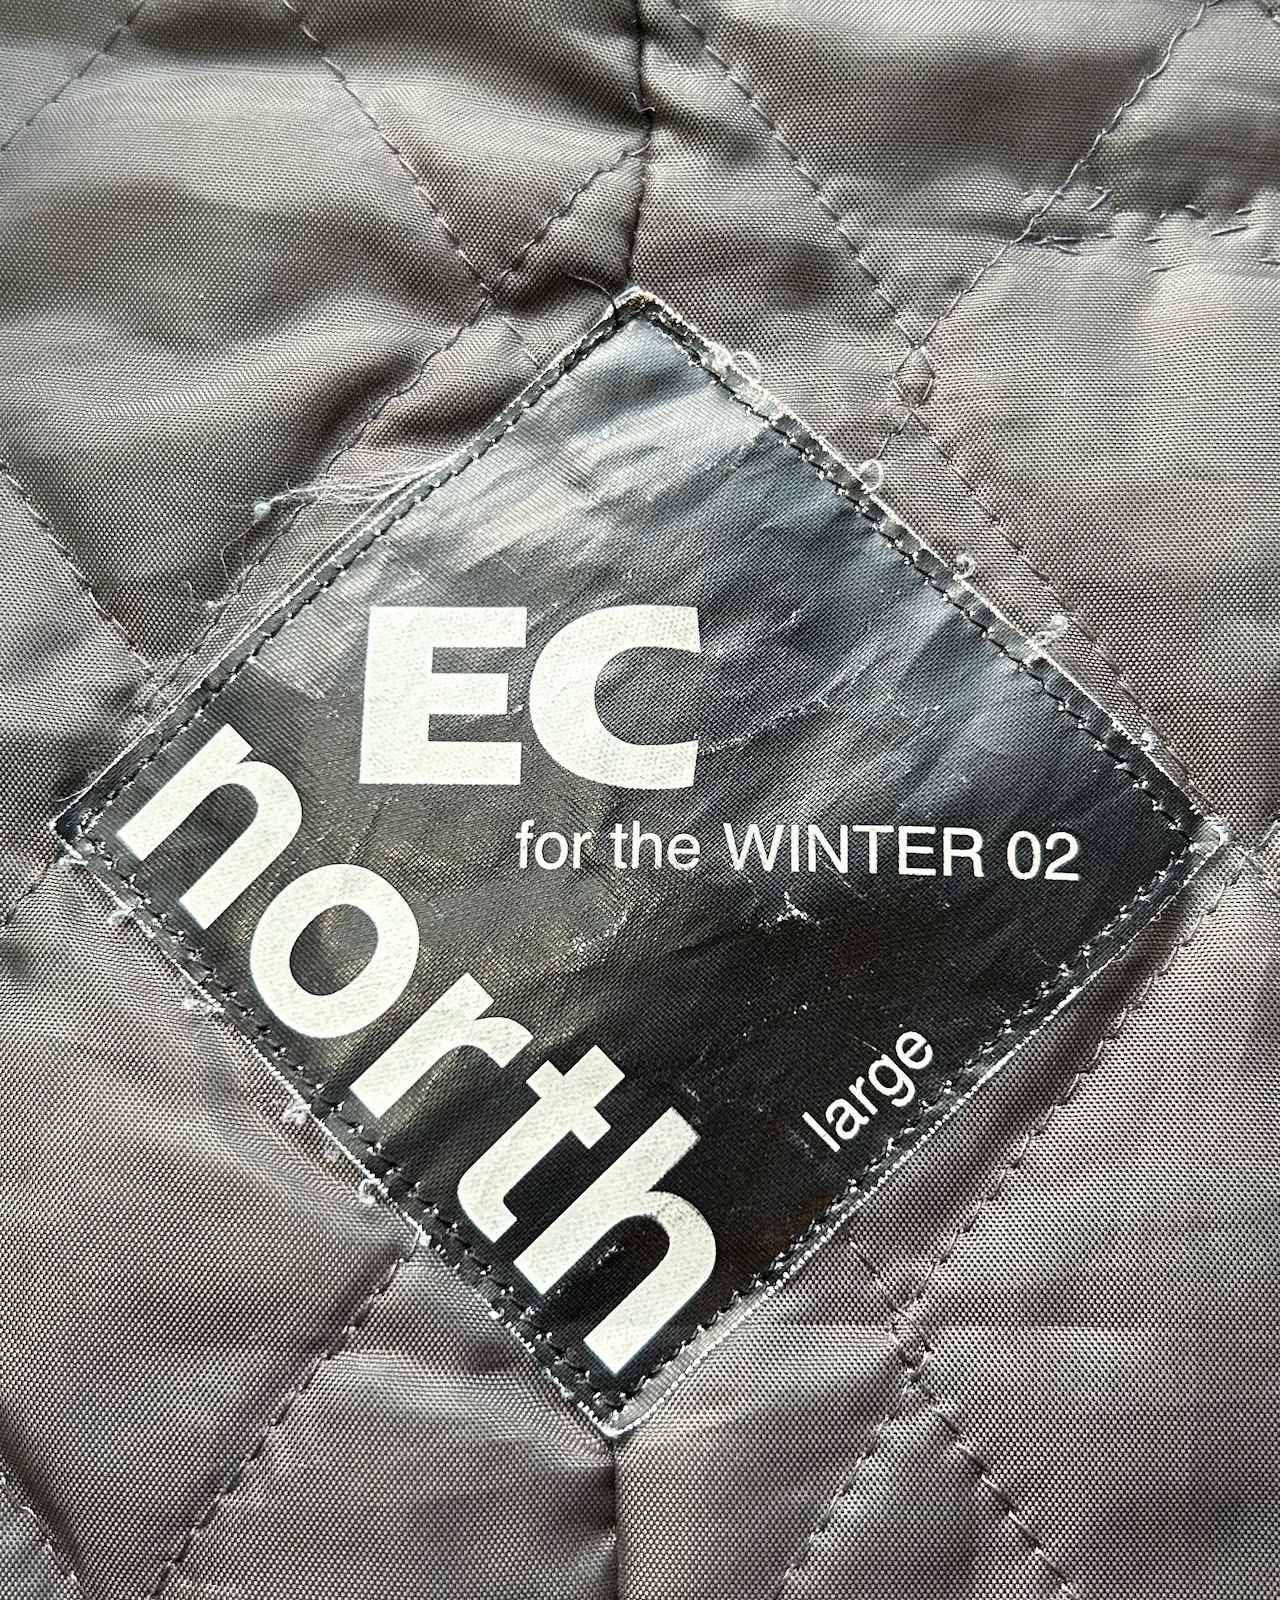 EC
for the WINTER 02
north
large